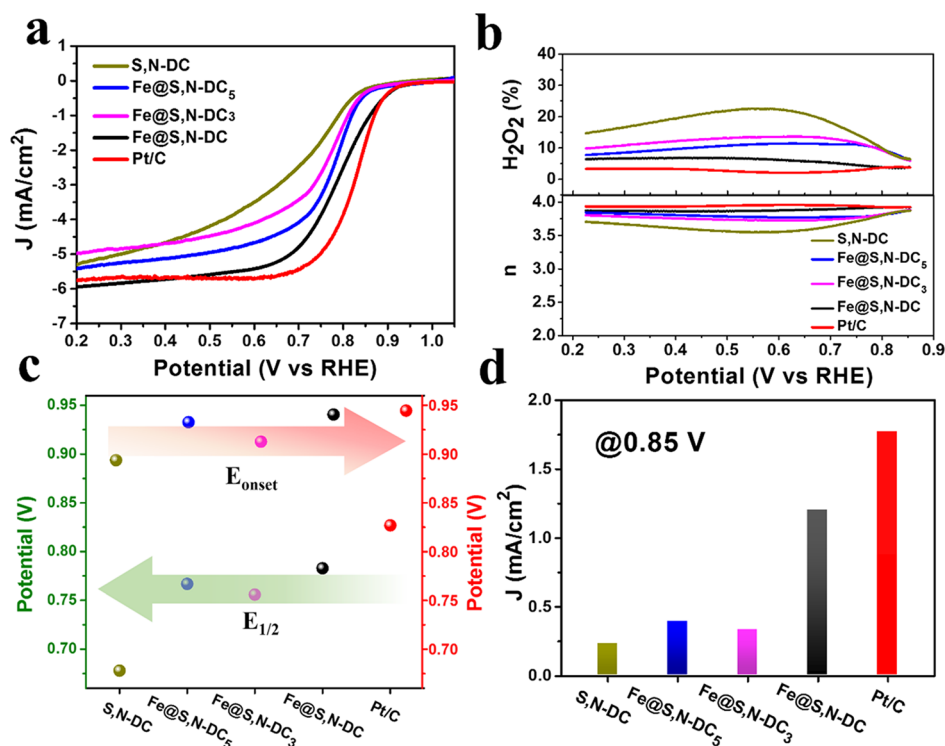 a
1
0
-1
-2
-3
-4
-5
-6
-7
J (mA/cm²)
S,N-DC
Fe@S,N-DC₅
Fe@S,N-DC₃
Fe@S,N-DC
Pt/C
0.2 0.3 0.4 0.5 0.6 0.7 0.8 0.9 1.0
Potential (V vs RHE)
b
40
30
20
10
0
H₂O₂ (%)
4.0
3.5
3.0
2.5
2.0
n
S,N-DC
Fe@S,N-DC₅
Fe@S,N-DC₃
Fe@S,N-DC
Pt/C
0.2 0.3 0.4 0.5 0.6 0.7 0.8 0.9
Potential (V vs RHE)
c
0.95
0.90
0.85
0.80
0.75
0.70
Potential (V)
E_onset
E_1/2
0.95
0.90
0.85
0.80
0.75
0.70
Potential (V)
S,N-DC Fe@S,N-DC₅ Fe@S,N-DC₃ Fe@S,N-DC Pt/C
d
@0.85 V
2.0
1.5
1.0
0.5
0.0
J (mA/cm²)
S,N-DC Fe@S,N-DC₅ Fe@S,N-DC₃ Fe@S,N-DC Pt/C